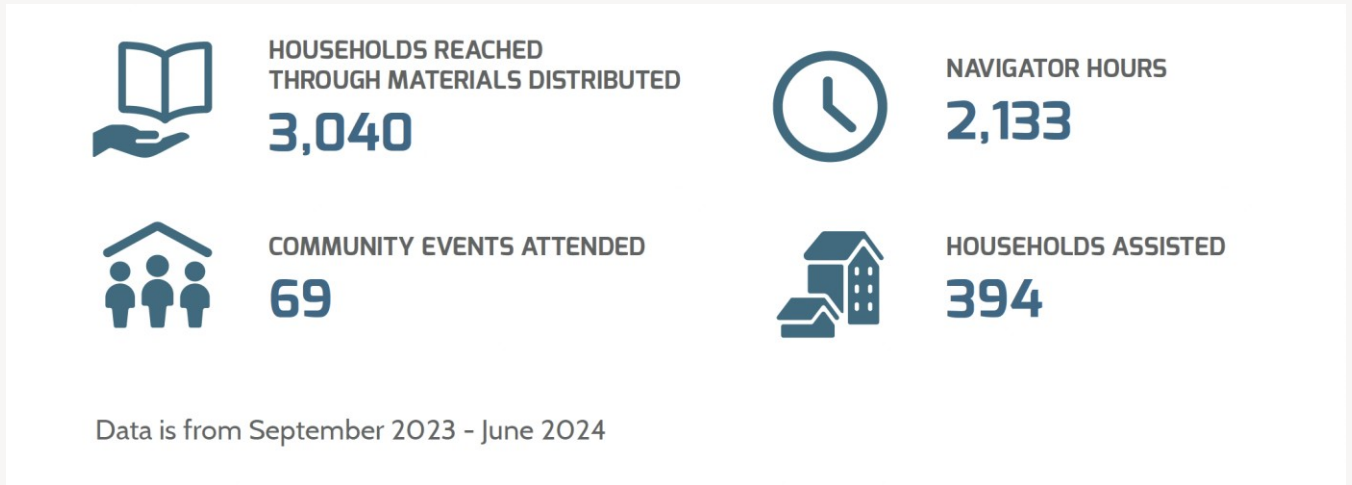 HOUSEHOLDS REACHED
THROUGH MATERIALS DISTRIBUTED
3,040
NAVIGATOR HOURS
2,133
COMMUNITY EVENTS ATTENDED
69
HOUSEHOLDS ASSISTED
394
Data is from September 2023 - June 2024